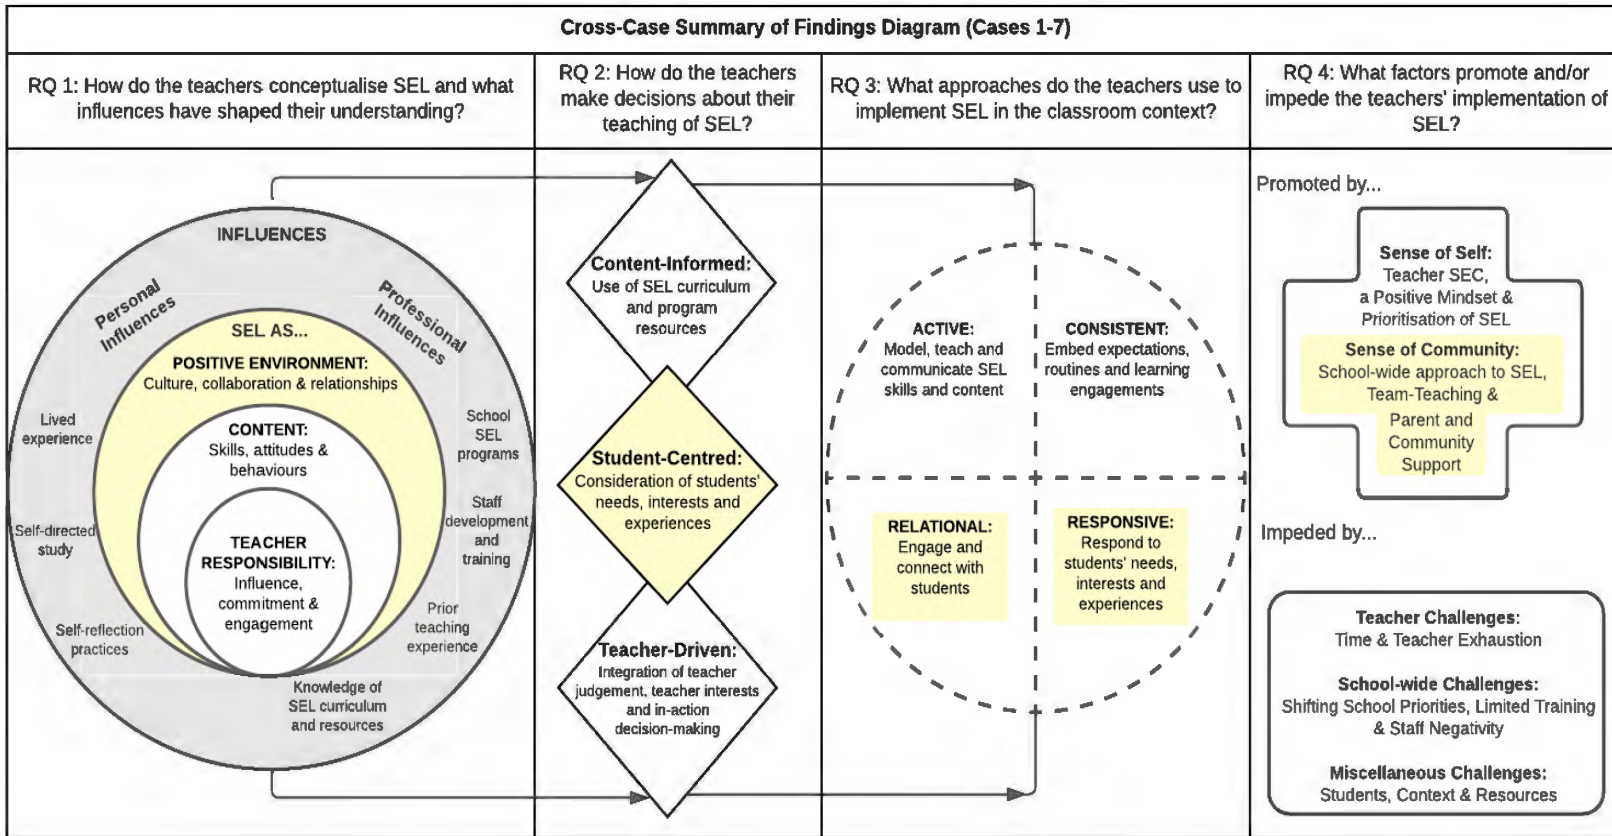 Cross-Case Summary of Findings Diagram (Cases 1-7)
RQ 1: How do the teachers conceptualise SEL and what
influences have shaped their understanding?
RQ 2: How do the teachers
make decisions about their
teaching of SEL?
RQ 3: What approaches do the teachers use to
implement SEL in the classroom context?
RQ 4: What factors promote and/or
impede the teachers' implementation of
SEL?
INFLUENCES
Personal
Influences
Professional
Influences
SEL AS...
POSITIVE ENVIRONMENT:
Culture, collaboration & relationships
Lived
experience
School
SEL
programs
CONTENT:
Skills, attitudes &
behaviours
Self-directed
study
Staff
development
and
training
TEACHER
RESPONSIBILITY:
Influence,
commitment &
engagement
Self-reflection
practices
Prior
teaching
experience
Knowledge of
SEL curriculum
and resources
Content-Informed:
Use of SEL curriculum
and program
resources
Student-Centred:
Consideration of students'
needs, interests and
experiences
Teacher-Driven:
Integration of teacher
judgement, teacher interests
and in-action
decision-making
ACTIVE:
Model, teach and
communicate SEL
skills and content
CONSISTENT:
Embed expectations,
routines and learning
engagements
RELATIONAL:
Engage and
connect with
students
RESPONSIVE:
Respond to
students' needs,
interests and
experiences
Promoted by...
Sense of Self:
Teacher SEC,
a Positive Mindset &
Prioritisation of SEL
Sense of Community:
School-wide approach to SEL,
Team-Teaching &
Parent and
Community
Support
Impeded by...
Teacher Challenges:
Time & Teacher Exhaustion
School-wide Challenges:
Shifting School Priorities, Limited Training
& Staff Negativity
Miscellaneous Challenges:
Students, Context & Resources